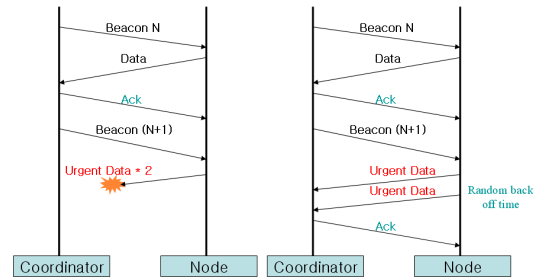 Beacon N
Data
Ack
Beacon (N+1)
Urgent Data * 2
Coordinator
Node
Beacon N
Data
Ack
Beacon (N+1)
Urgent Data
Urgent Data
Random back
off time
Ack
Coordinator
Node